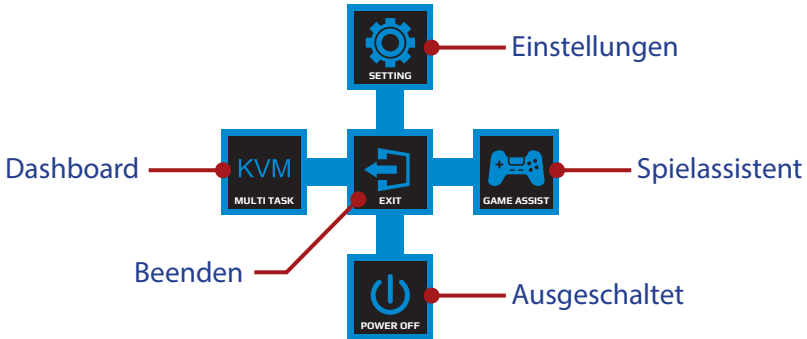 SETTING
Einstellungen
Dashboard
KVM
MULTI TASK
EXIT
GAME ASSIST
Spielassistent
Beenden
POWER OFF
Ausgeschaltet